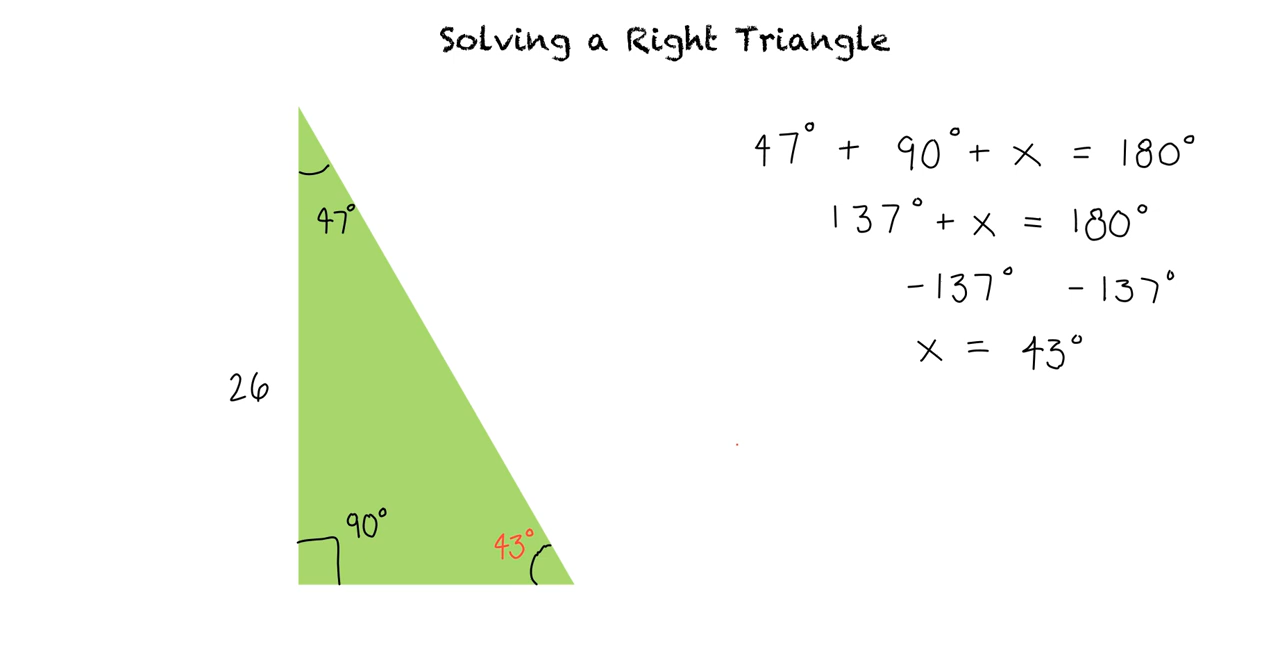 Solving a Right Triangle
47° + 90° + x = 180°
137° + x = 180°
-137° -137°
x = 43°
47°
26
90°
43°